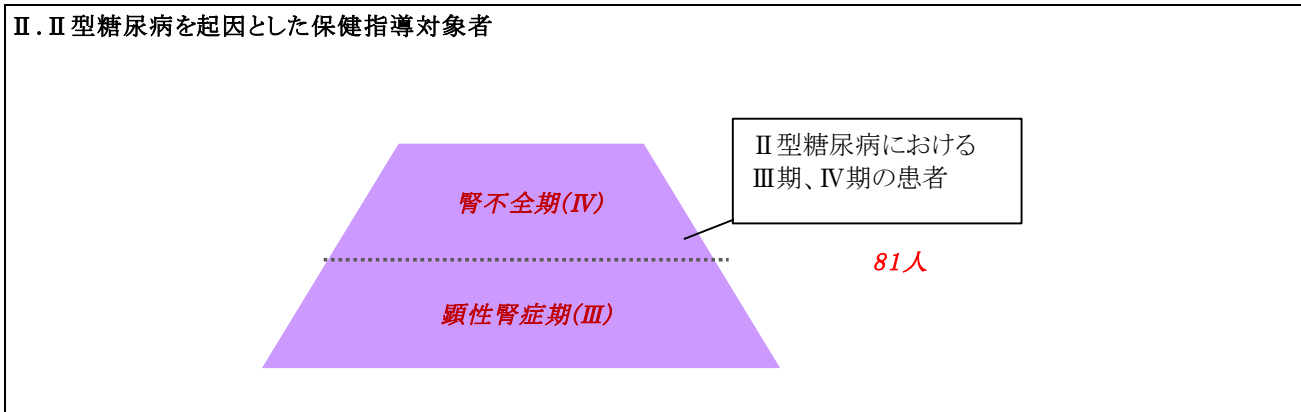 Ⅱ.Ⅱ型糖尿病を起因とした保健指導対象者
Ⅱ型糖尿病における
Ⅲ期、Ⅳ期の患者
腎不全期(Ⅳ)
81人
顕性腎症期(Ⅲ)